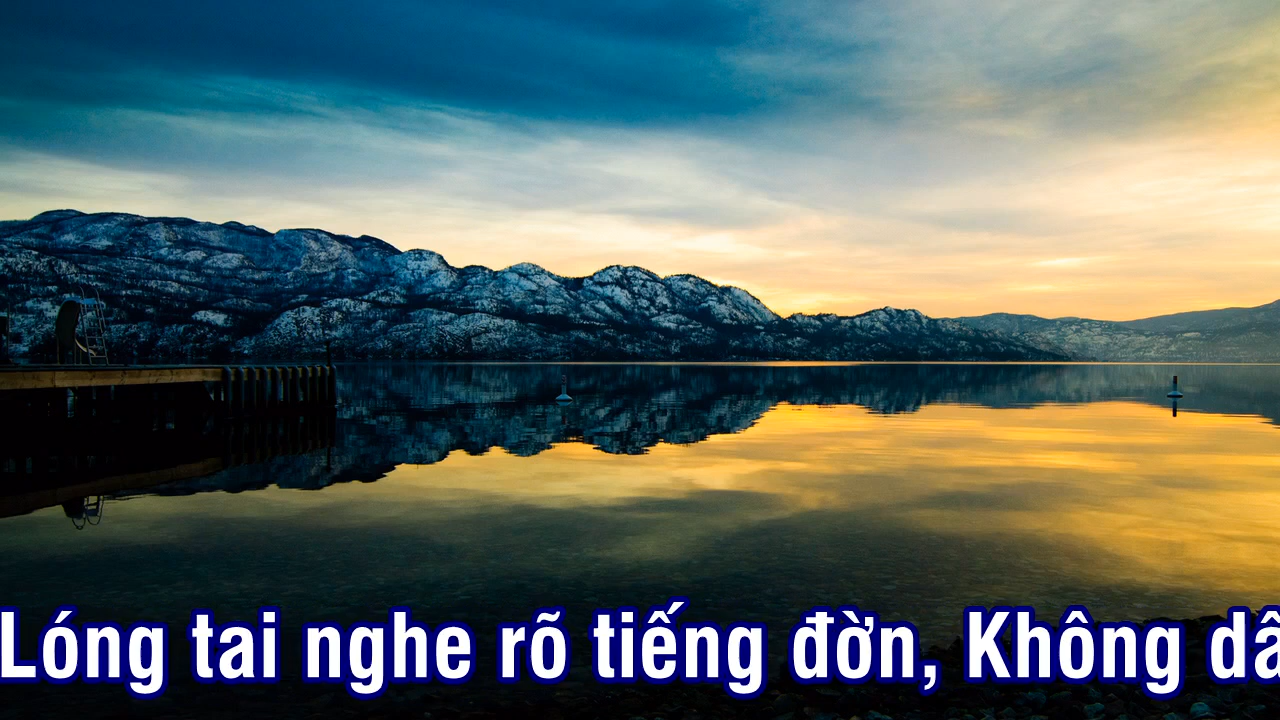 Lóng tai nghe rõ tiếng đờn, Không